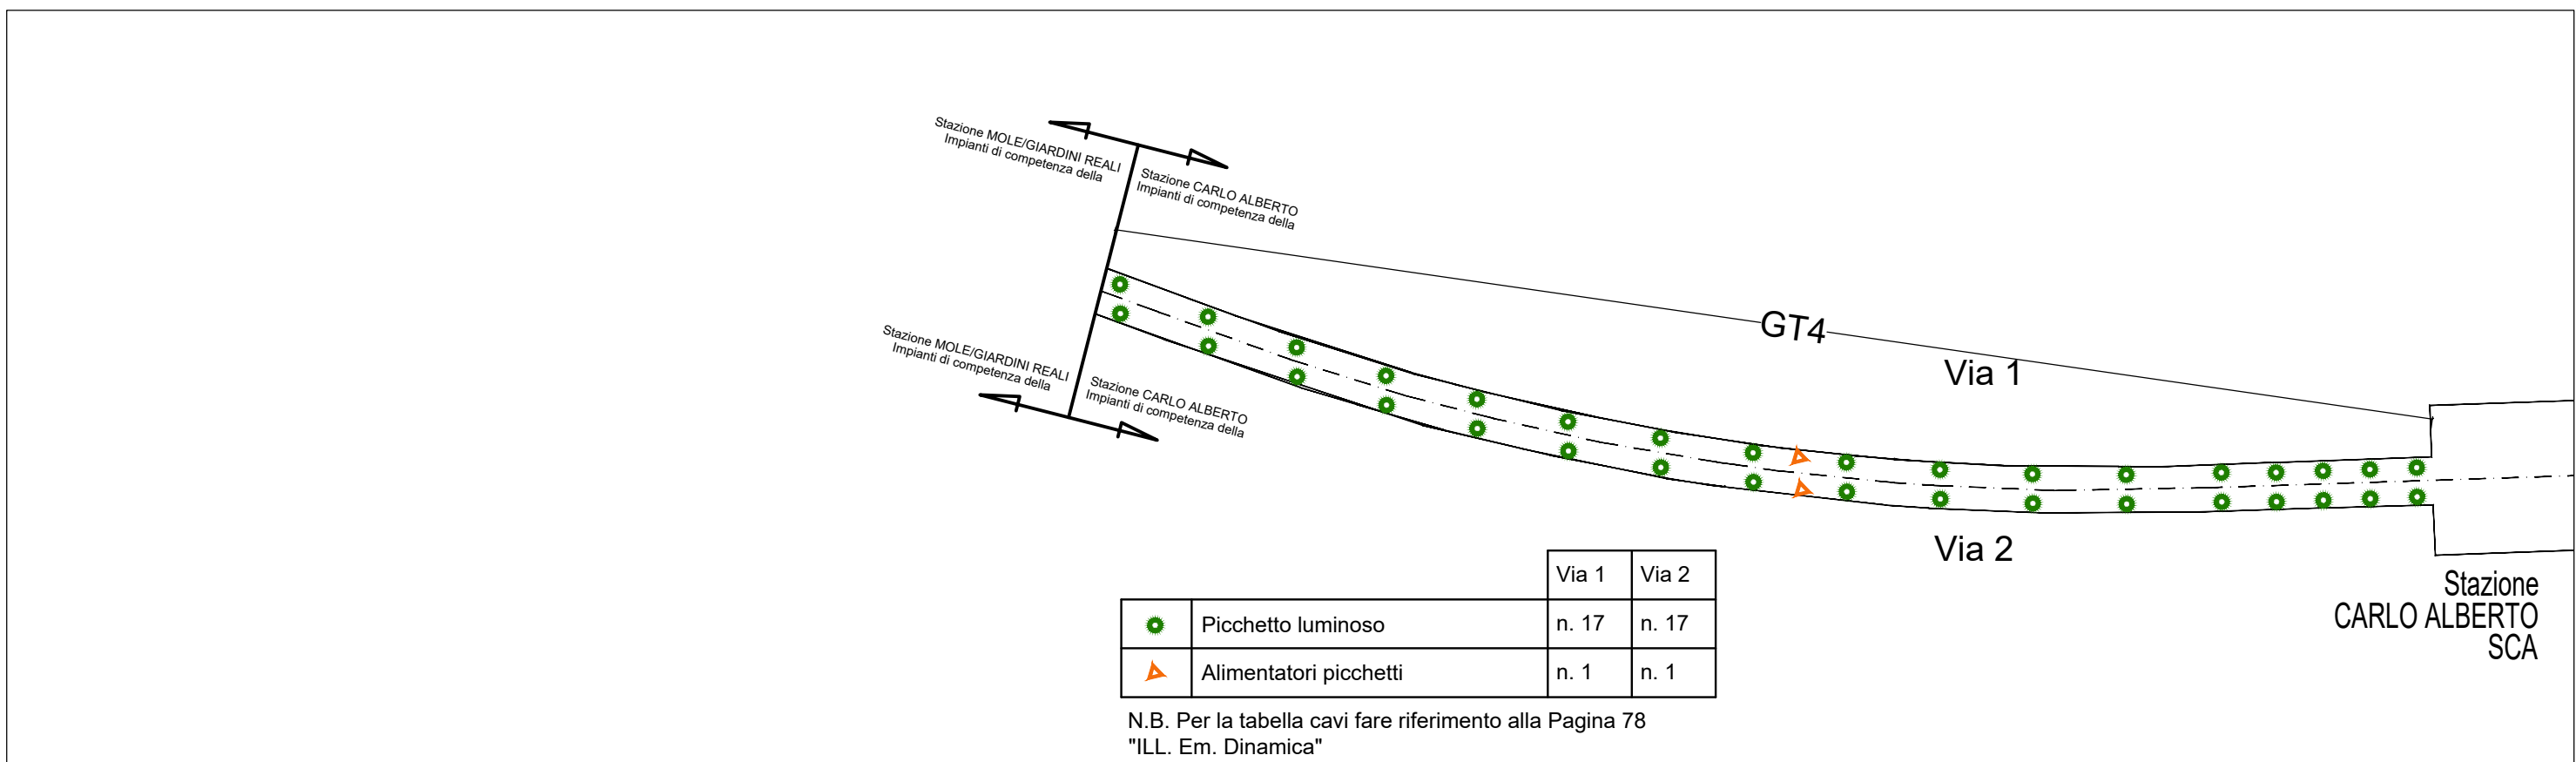 Stazione MOLE/GIARDINI REALI
Impianti di competenza della
Stazione CARLO ALBERTO
Impianti di competenza della
GT4
Via 1
Stazione MOLE/GIARDINI REALI
Impianti di competenza della
Stazione CARLO ALBERTO
Impianti di competenza della
Via 2
Stazione
CARLO ALBERTO
SCA
Via 1 Via 2
Picchetto luminoso n. 17 n. 17
Alimentatori picchetti n. 1 n. 1
N.B. Per la tabella cavi fare riferimento alla Pagina 78
"ILL. Em. Dinamica"